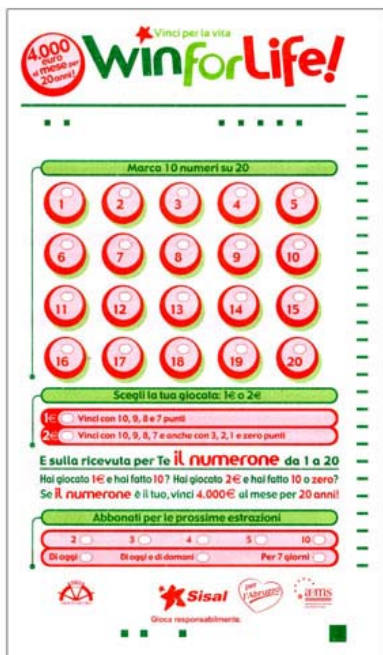 Vinci per la vita
4.000
euro
al mese per
20 anni!
Win for Life!
Marca 10 numeri su 20
1 2 3 4 5
6 7 8 9 10
11 12 13 14 15
16 17 18 19 20
Scegli la tua giocata: 1€ o 2€
1€ Vinci con 10, 9, 8 e 7 punti
2€ Vinci con 10, 9, 8, 7 e anche con 3, 2, 1 e zero punti
E sulla ricevuta per Te il numerone da 1 a 20
Hai giocato 1€ e hai fatto 10? Hai giocato 2€ e hai fatto 10 o zero?
Se il numerone è il tuo, vinci 4.000€ al mese per 20 anni!
Abbonati per le prossime estrazioni
2 3 4 5 10
Di oggi Di oggi e di domani Per 7 giorni
Sisal
per l'Abruzzo
aams
Gioca responsabilmente.